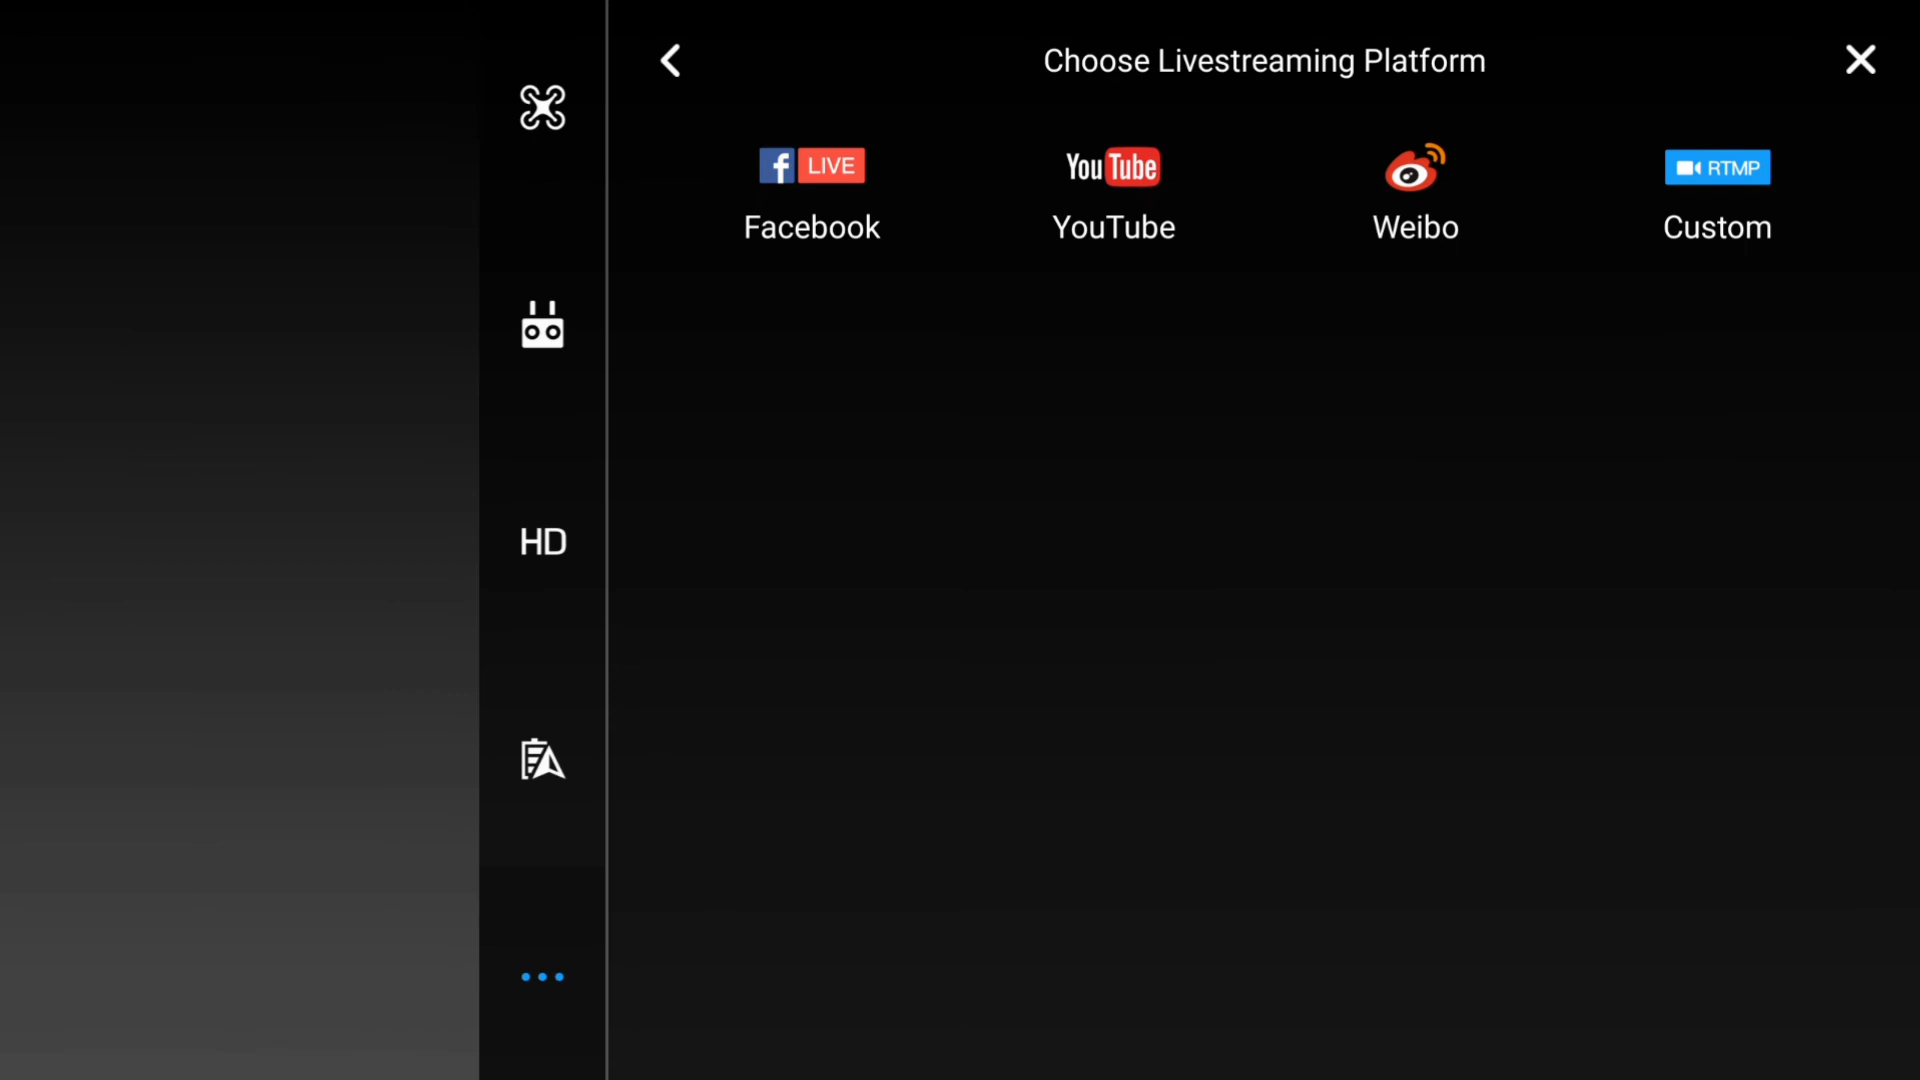 Choose Livestreaming Platform
f LIVE
YouTube
RTMP
Facebook
YouTube
Weibo
Custom
HD